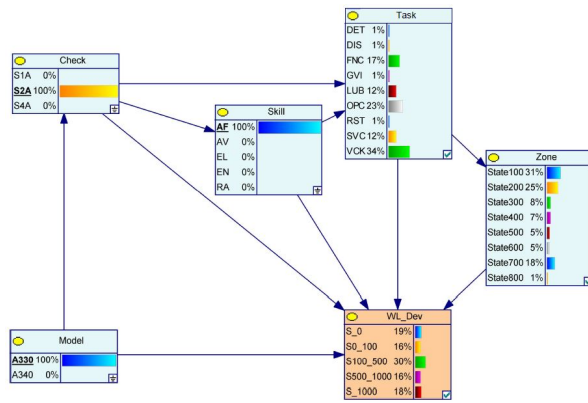 Task
DET 1%
DIS 1%
FNC 17%
GVI 1%
LUB 12%
OPC 23%
RST 1%
SVC 12%
VCK 34%
Check
S1A 0%
S2A 100%
S4A 0%
Skill
AF 100%
AV 0%
EL 0%
EN 0%
RA 0%
Zone
State100 31%
State200 25%
State300 8%
State400 7%
State500 5%
State600 5%
State700 18%
State800 1%
Model
A330 100%
A340 0%
WL_Dev
S_0 19%
S0_100 16%
S100_500 30%
S500_1000 16%
S_1000 18%